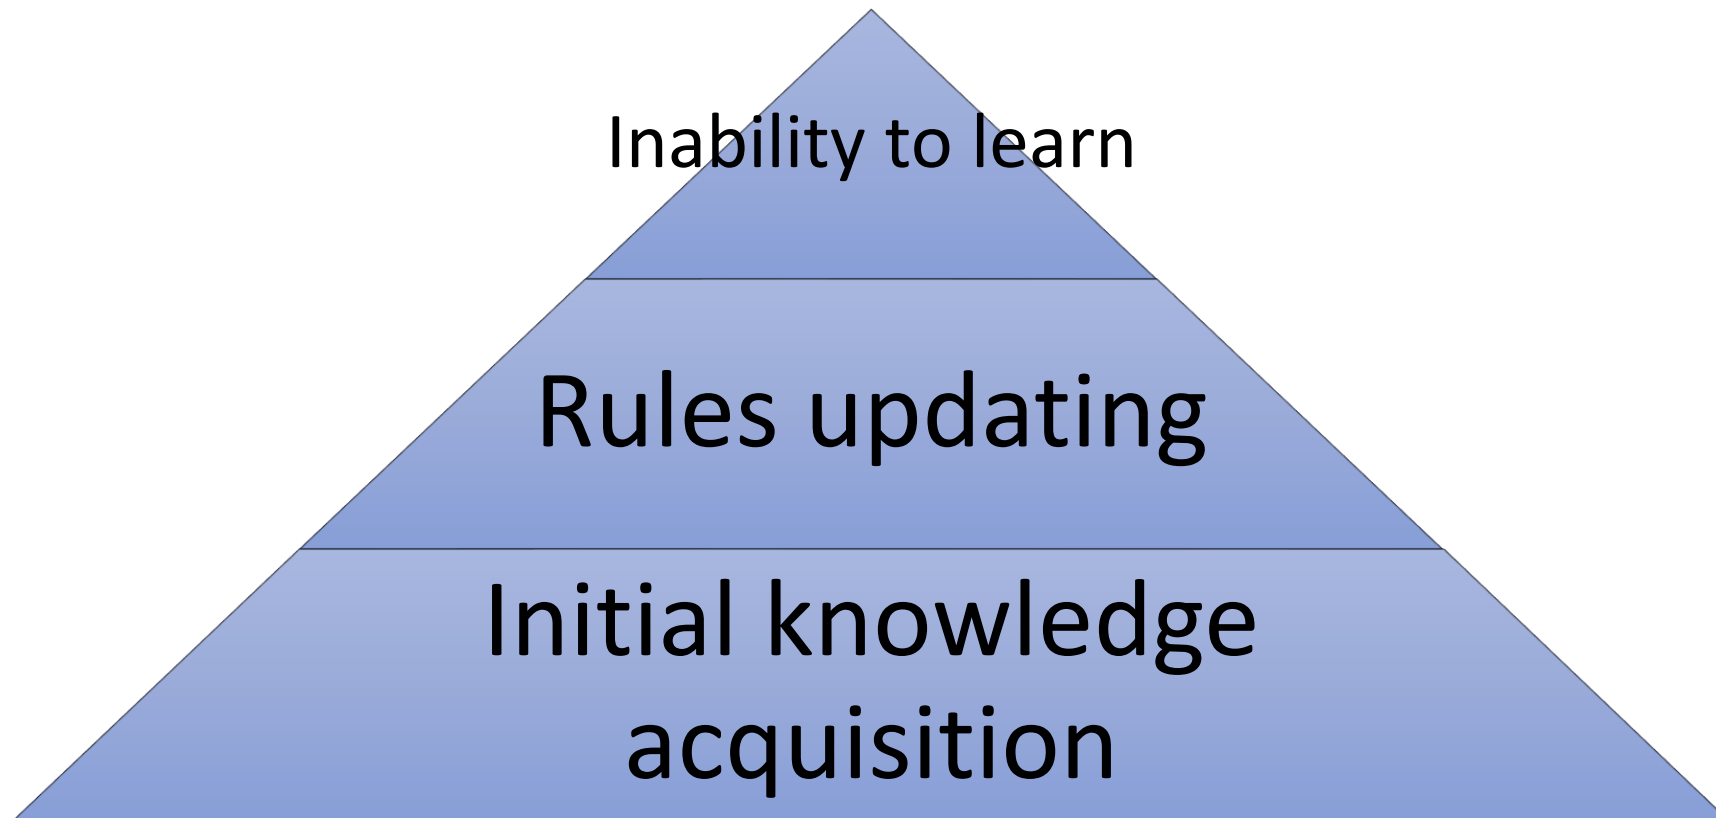 Inability to learn
Rules updating
Initial knowledge
acquisition